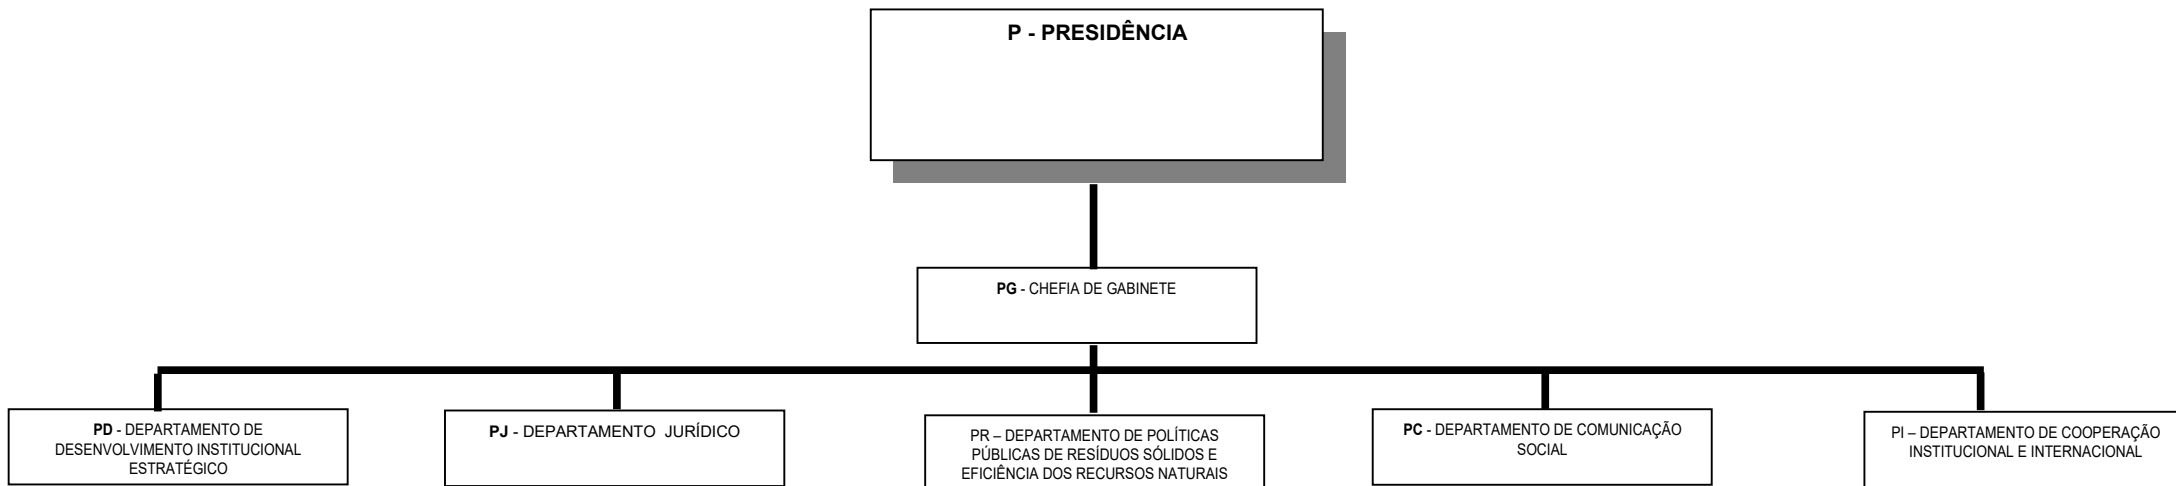 P - PRESIDÊNCIA
PG - CHEFIA DE GABINETE
PD - DEPARTAMENTO DE
DESENVOLVIMENTO INSTITUCIONAL
ESTRATÉGICO
PJ - DEPARTAMENTO JURÍDICO
PR – DEPARTAMENTO DE POLÍTICAS
PÚBLICAS DE RESÍDUOS SÓLIDOS E
EFICIÊNCIA DOS RECURSOS NATURAIS
PC - DEPARTAMENTO DE COMUNICAÇÃO
SOCIAL
PI – DEPARTAMENTO DE COOPERAÇÃO
INSTITUCIONAL E INTERNACIONAL